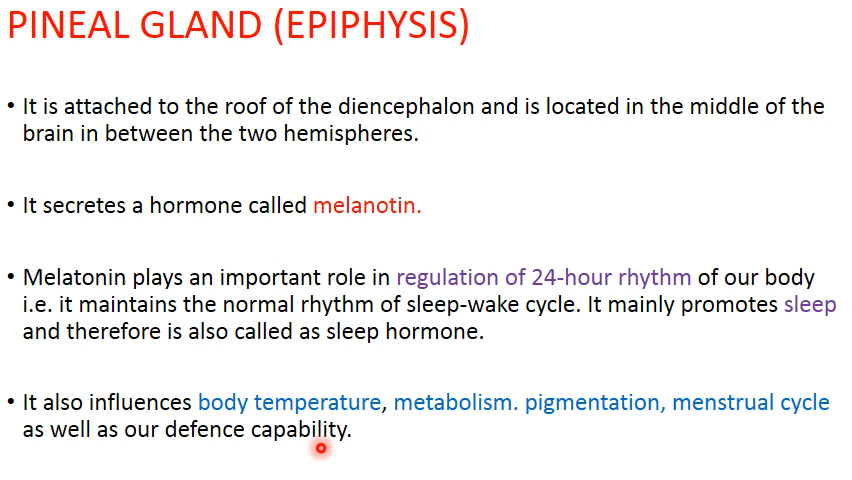 PINEAL GLAND (EPIPHYSIS)
• It is attached to the roof of the diencephalon and is located in the middle of the
brain in between the two hemispheres.
• It secretes a hormone called melanotin.
• Melatonin plays an important role in regulation of 24-hour rhythm of our body
i.e. it maintains the normal rhythm of sleep-wake cycle. It mainly promotes sleep
and therefore is also called as sleep hormone.
• It also influences body temperature, metabolism. pigmentation, menstrual cycle
as well as our defence capability.